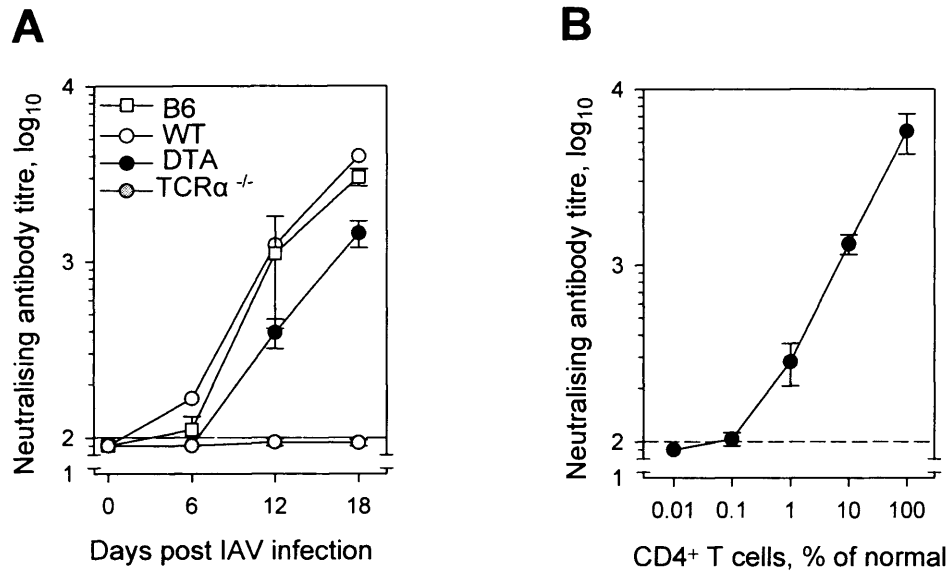 A
Neutralising antibody titre, log10
4
3
2
1
B6
WT
DTA
TCRα -/-
0 6 12 18
Days post IAV infection
B
Neutralising antibody titre, log10
4
3
2
1
0.01 0.1 1 10 100
CD4+ T cells, % of normal